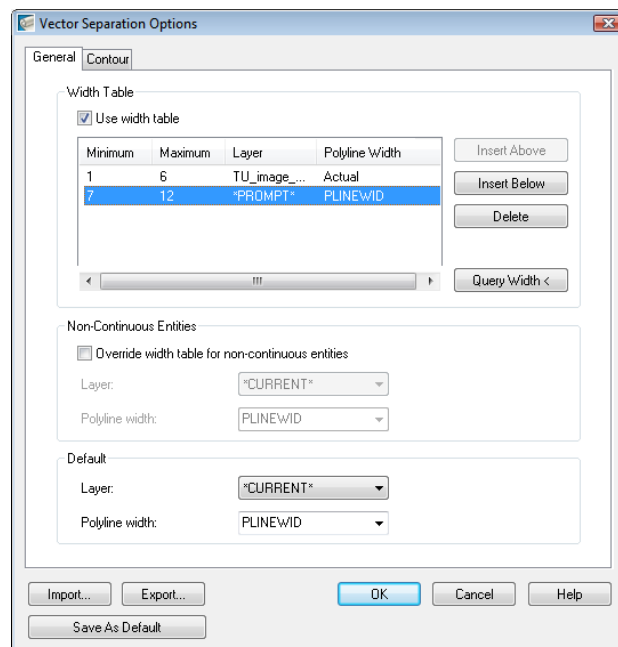 Vector Separation Options
General Contour
Width Table
Use width table
Minimum Maximum Layer Polyline Width
1 6 TU_image_... Actual
7 12 *PROMPT* PLINEWID
Insert Above
Insert Below
Delete
Query Width <
Non-Continuous Entities
Override width table for non-continuous entities
Layer: *CURRENT*
Polyline width: PLINEWID
Default
Layer: *CURRENT*
Polyline width: PLINEWID
Import... Export... OK Cancel Help
Save As Default